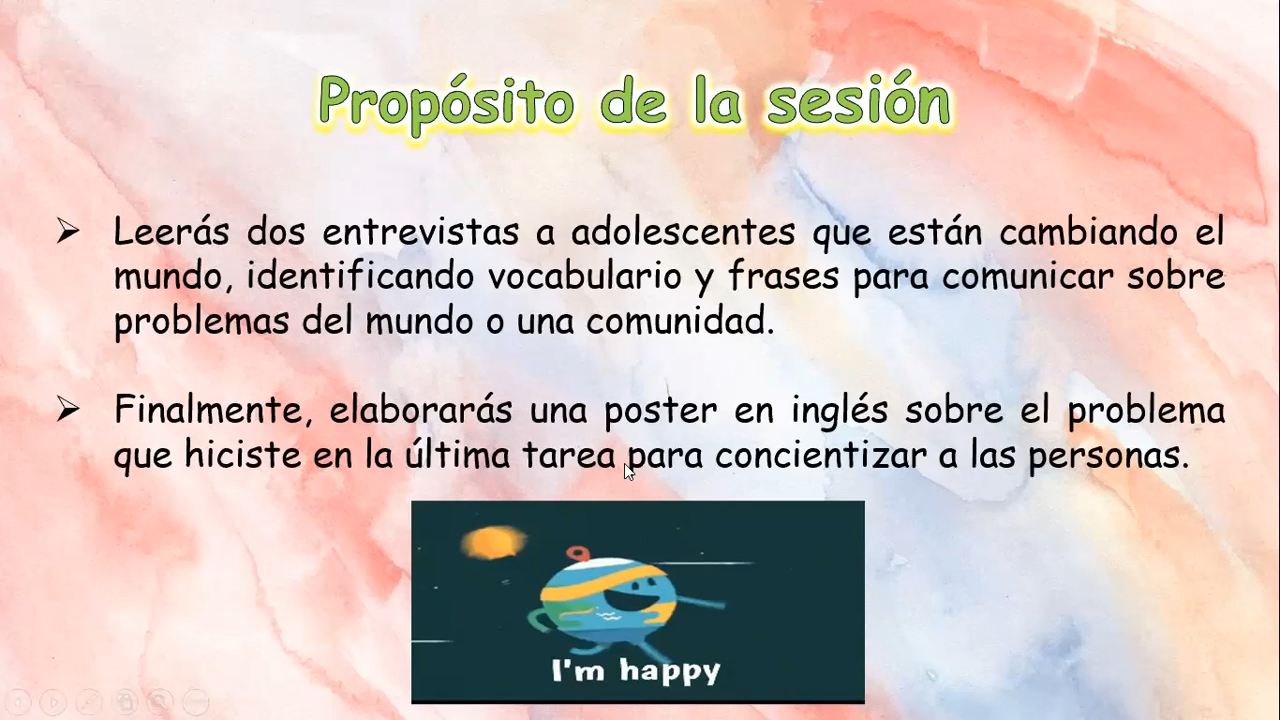 Propósito de la sesión
Leerás dos entrevistas a adolescentes que están cambiando el
mundo, identificando vocabulario y frases para comunicar sobre
problemas del mundo o una comunidad.
Finalmente, elaborarás una poster en inglés sobre el problema
que hiciste en la última tarea para concientizar a las personas.
I'm happy